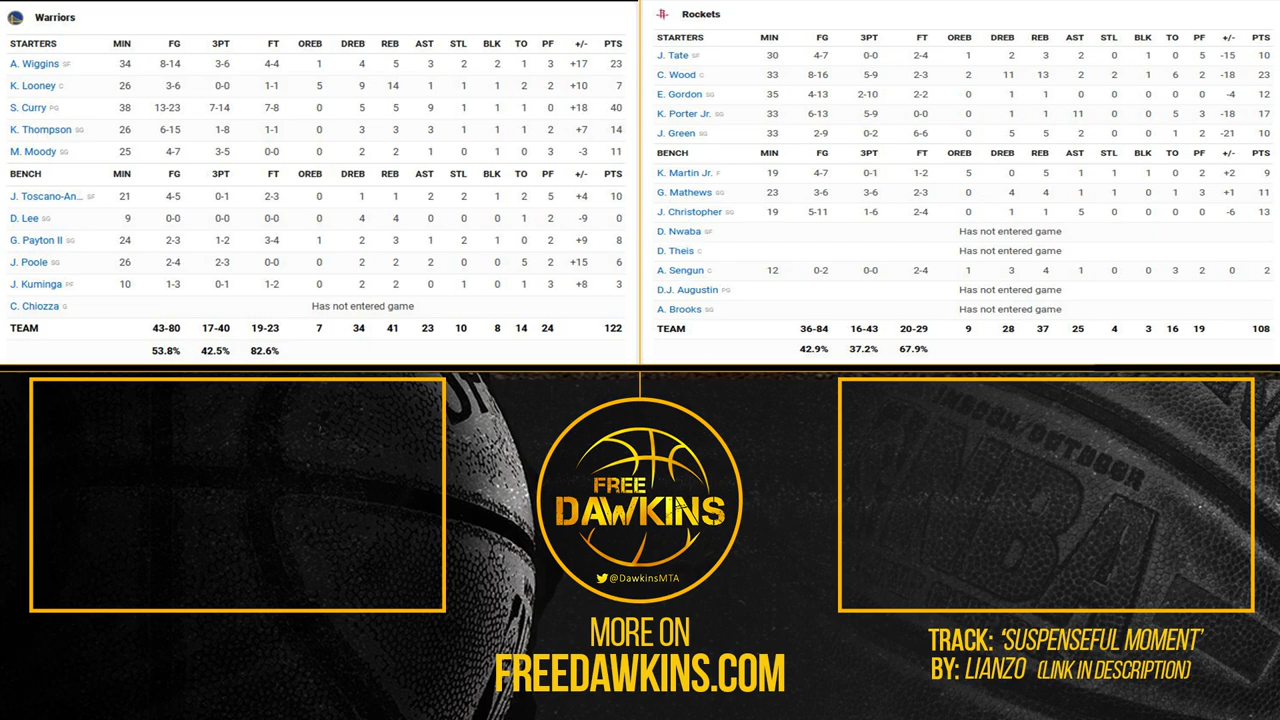 Warriors
STARTERS MIN FG 3PT FT OREB DREB REB AST STL BLK TO PF +/- PTS
A. Wiggins SF 34 8-14 3-6 4-4 1 4 5 3 2 2 1 3 +17 23
K. Looney C 26 3-6 0-0 1-1 5 9 14 1 1 1 2 2 +10 7
S. Curry PG 38 13-23 7-14 7-8 0 5 5 9 1 1 1 0 +18 40
K. Thompson SG 26 6-15 1-8 1-1 0 3 3 3 1 1 1 2 +7 14
M. Moody SG 25 4-7 3-5 0-0 0 2 2 1 0 1 0 3 -3 11
BENCH MIN FG 3PT FT OREB DREB REB AST STL BLK TO PF +/- PTS
J. Toscano-An... SF 21 4-5 0-1 2-3 0 1 1 2 2 1 2 5 +4 10
D. Lee SG 9 0-0 0-0 0-0 0 4 4 0 0 0 0 2 -9 0
G. Payton II SG 24 2-3 1-2 3-4 1 2 3 1 2 1 0 2 +9 8
J. Poole SG 26 2-4 2-3 0-0 0 2 2 2 0 0 5 2 +15 6
J. Kuminga PF 10 1-3 0-1 1-2 0 2 2 0 1 0 1 3 +8 3
C. Chiozza G Has not entered game
TEAM 43-80 17-40 19-23 7 34 41 23 10 8 14 24 122
53.8% 42.5% 82.6%
Rockets
STARTERS MIN FG 3PT FT OREB DREB REB AST STL BLK TO PF +/- PTS
J. Tate SF 30 4-7 0-0 2-4 1 2 3 2 0 1 0 5 -15 10
C. Wood C 33 8-16 5-9 2-3 2 11 13 2 2 1 6 2 -18 23
E. Gordon SG 35 4-13 2-10 2-2 0 1 1 0 0 0 0 0 -4 12
K. Porter Jr. SG 33 6-13 5-9 0-0 0 1 1 11 0 0 5 3 -18 17
J. Green SG 33 2-9 0-2 6-6 0 5 5 2 0 0 1 2 -21 10
BENCH MIN FG 3PT FT OREB DREB REB AST STL BLK TO PF +/- PTS
K. Martin Jr. F 19 4-7 0-1 1-2 5 0 5 1 1 1 0 2 +2 9
G. Mathews SG 23 3-6 3-6 2-3 0 4 4 1 1 0 1 3 +1 11
J. Christopher SG 19 5-11 1-6 2-4 0 1 1 5 0 0 0 0 -6 13
D. Nwaba SF Has not entered game
D. Theis C Has not entered game
A. Sengun C 12 0-2 0-0 2-4 1 3 4 1 0 0 3 2 0 2
D.J. Augustin PG Has not entered game
A. Brooks SG Has not entered game
TEAM 36-84 16-43 20-29 9 28 37 25 4 3 16 19 108
42.9% 37.2% 67.9%
FREE
DAWKINS
@DawkinsMTA
MORE ON
FREEDAWKINS.COM
TRACK: 'SUSPENSEFUL MOMENT'
BY: LIANZO (LINK IN DESCRIPTION)